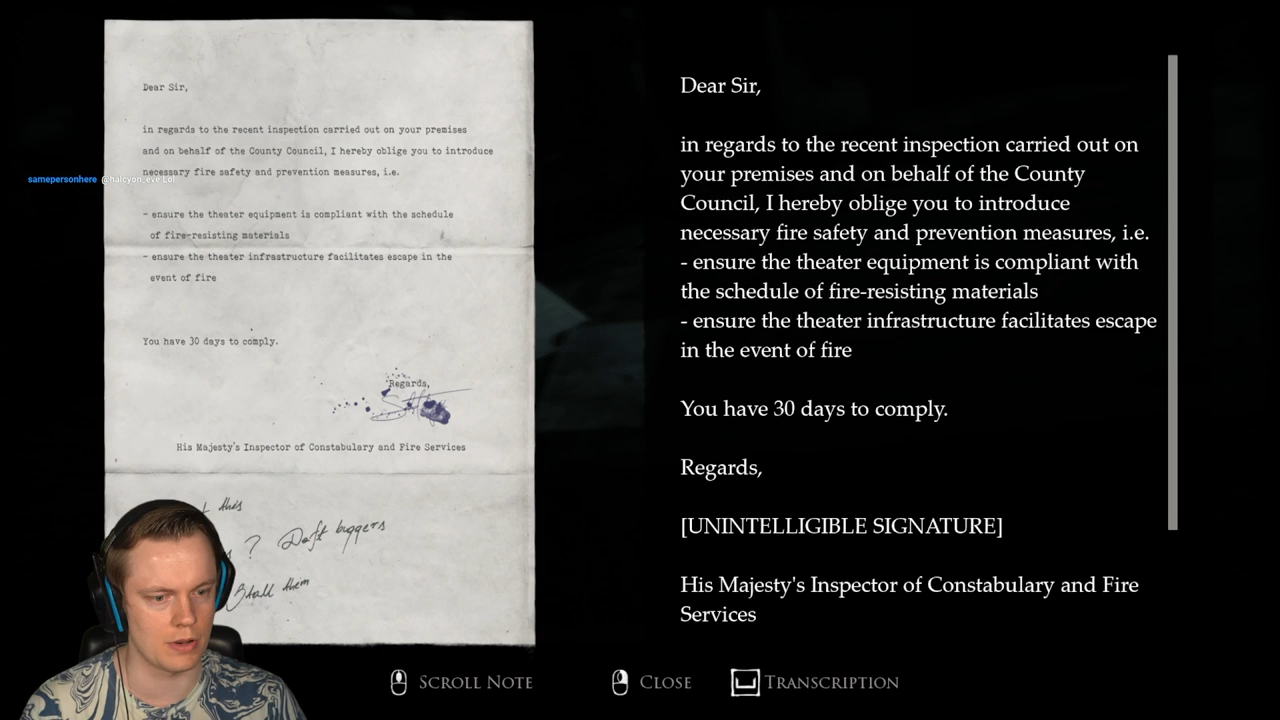 Dear Sir,
in regards to the recent inspection carried out on your premises
and on behalf of the County Council, I hereby oblige you to introduce
necessary fire safety and prevention measures, i.e.
samepersonhere @halcyon_eve Lol
- ensure the theater equipment is compliant with the schedule
of fire-resisting materials
- ensure the theater infrastructure facilitates escape in the
event of fire
You have 30 days to comply.
Regards,
His Majesty's Inspector of Constabulary and Fire Services
this
? Daft buggers
Stall them
Dear Sir,
in regards to the recent inspection carried out on
your premises and on behalf of the County
Council, I hereby oblige you to introduce
necessary fire safety and prevention measures, i.e.
- ensure the theater equipment is compliant with
the schedule of fire-resisting materials
- ensure the theater infrastructure facilitates escape
in the event of fire
You have 30 days to comply.
Regards,
[UNINTELLIGIBLE SIGNATURE]
His Majesty's Inspector of Constabulary and Fire
Services
SCROLL NOTE
CLOSE
TRANSCRIPTION